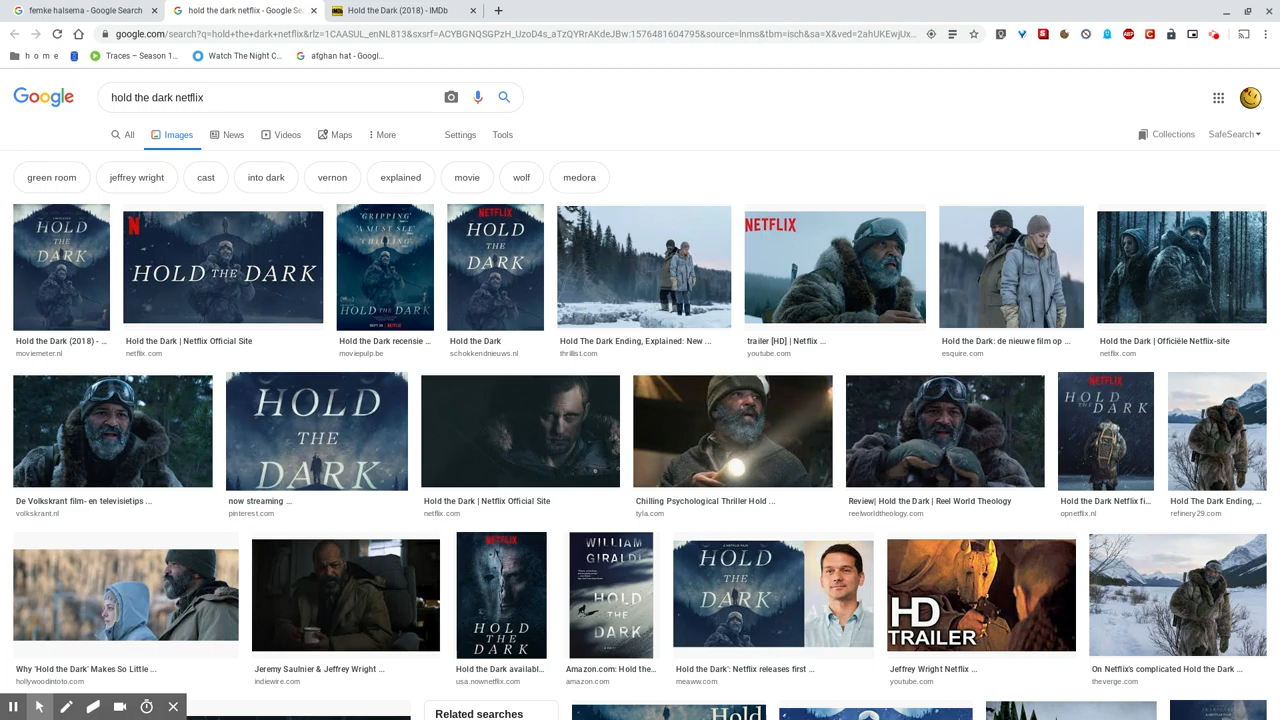 femke halsema - Google Search
hold the dark netflix - Google Se
Hold the Dark (2018) - IMDb
google.com/search?q=hold+the+dark+netflix&rlz=1CAASUL_enNL813&sxsrf=ACYBGNQSGPzH_UzoD4s_aTzQYRrAKdeJBw:1576481604795&source=lnms&tbm=isch&sa=X&ved=2ahUKEwjUx...
h o m e
Traces – Season 1...
Watch The Night C...
afghan hat - Googl...
Google
hold the dark netflix
All
Images
News
Videos
Maps
More
Settings
Tools
Collections
SafeSearch
green room
jeffrey wright
cast
into dark
vernon
explained
movie
wolf
medora
HOLD
THE
DARK
N
HOLD THE DARK
"GRIPPING"
"A MUST SEE"
"CHILLING"
HOLD THE DARK
NETFLIX
NETFLIX
HOLD
THE
DARK
NETFLIX
Hold the Dark (2018) - ...
moviemeter.nl
Hold the Dark | Netflix Official Site
netflix.com
Hold the Dark recensie ...
moviepulp.be
Hold the Dark
schokkendnieuws.nl
Hold The Dark Ending, Explained: New ...
thrillist.com
trailer [HD] | Netflix ...
youtube.com
Hold the Dark: de nieuwe film op ...
esquire.com
Hold the Dark | Officiële Netflix-site
netflix.com
HOLD
THE
DARK
NETFLIX
HOLD
THE
DARK
De Volkskrant film- en televisietips ...
volkskrant.nl
now streaming ...
pinterest.com
Hold the Dark | Netflix Official Site
netflix.com
Chilling Psychological Thriller Hold ...
tyla.com
Review| Hold the Dark | Reel World Theology
reelworldtheology.com
Hold the Dark Netflix fi...
opnetflix.nl
Hold The Dark Ending, ...
refinery29.com
NETFLIX
HOLD
THE
DARK
WILLIAM
GIRALDI
HOLD
THE
DARK
A NETFLIX FILM
HOLD
THE
DARK
HD
TRAILER
Why 'Hold the Dark' Makes So Little ...
hollywoodintoto.com
Jeremy Saulnier & Jeffrey Wright ...
indiewire.com
Hold the Dark availabl...
usa.nownetflix.com
Amazon.com: Hold the...
amazon.com
Hold the Dark': Netflix releases first ...
meaww.com
Jeffrey Wright Netflix ...
youtube.com
On Netflix's complicated Hold the Dark ...
theverge.com
Related searches
Hold